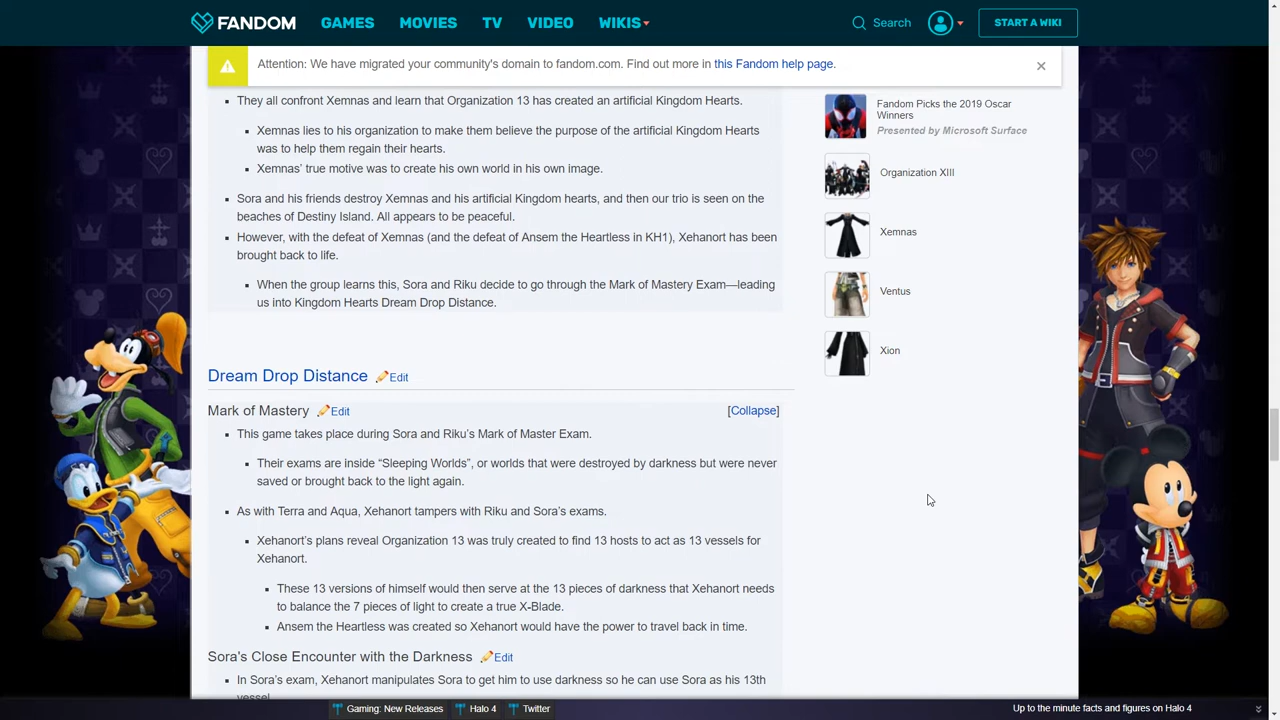 FANDOM GAMES MOVIES TV VIDEO WIKIS Search START A WIKI
Attention: We have migrated your community's domain to fandom.com. Find out more in this Fandom help page.
They all confront Xemnas and learn that Organization 13 has created an artificial Kingdom Hearts.
Xemnas lies to his organization to make them believe the purpose of the artificial Kingdom Hearts
was to help them regain their hearts.
Xemnas' true motive was to create his own world in his own image.
Sora and his friends destroy Xemnas and his artificial Kingdom hearts, and then our trio is seen on the
beaches of Destiny Island. All appears to be peaceful.
However, with the defeat of Xemnas (and the defeat of Ansem the Heartless in KH1), Xehanort has been
brought back to life.
When the group learns this, Sora and Riku decide to go through the Mark of Mastery Exam—leading
us into Kingdom Hearts Dream Drop Distance.
Dream Drop Distance Edit
Mark of Mastery Edit [Collapse]
This game takes place during Sora and Riku's Mark of Master Exam.
Their exams are inside “Sleeping Worlds”, or worlds that were destroyed by darkness but were never
saved or brought back to the light again.
As with Terra and Aqua, Xehanort tampers with Riku and Sora's exams.
Xehanort's plans reveal Organization 13 was truly created to find 13 hosts to act as 13 vessels for
Xehanort.
These 13 versions of himself would then serve at the 13 pieces of darkness that Xehanort needs
to balance the 7 pieces of light to create a true X-Blade.
Ansem the Heartless was created so Xehanort would have the power to travel back in time.
Sora's Close Encounter with the Darkness Edit
In Sora's exam, Xehanort manipulates Sora to get him to use darkness so he can use Sora as his 13th
vessel
Fandom Picks the 2019 Oscar
Winners
Presented by Microsoft Surface
Organization XIII
Xemnas
Ventus
Xion
Gaming: New Releases Halo 4 Twitter Up to the minute facts and figures on Halo 4